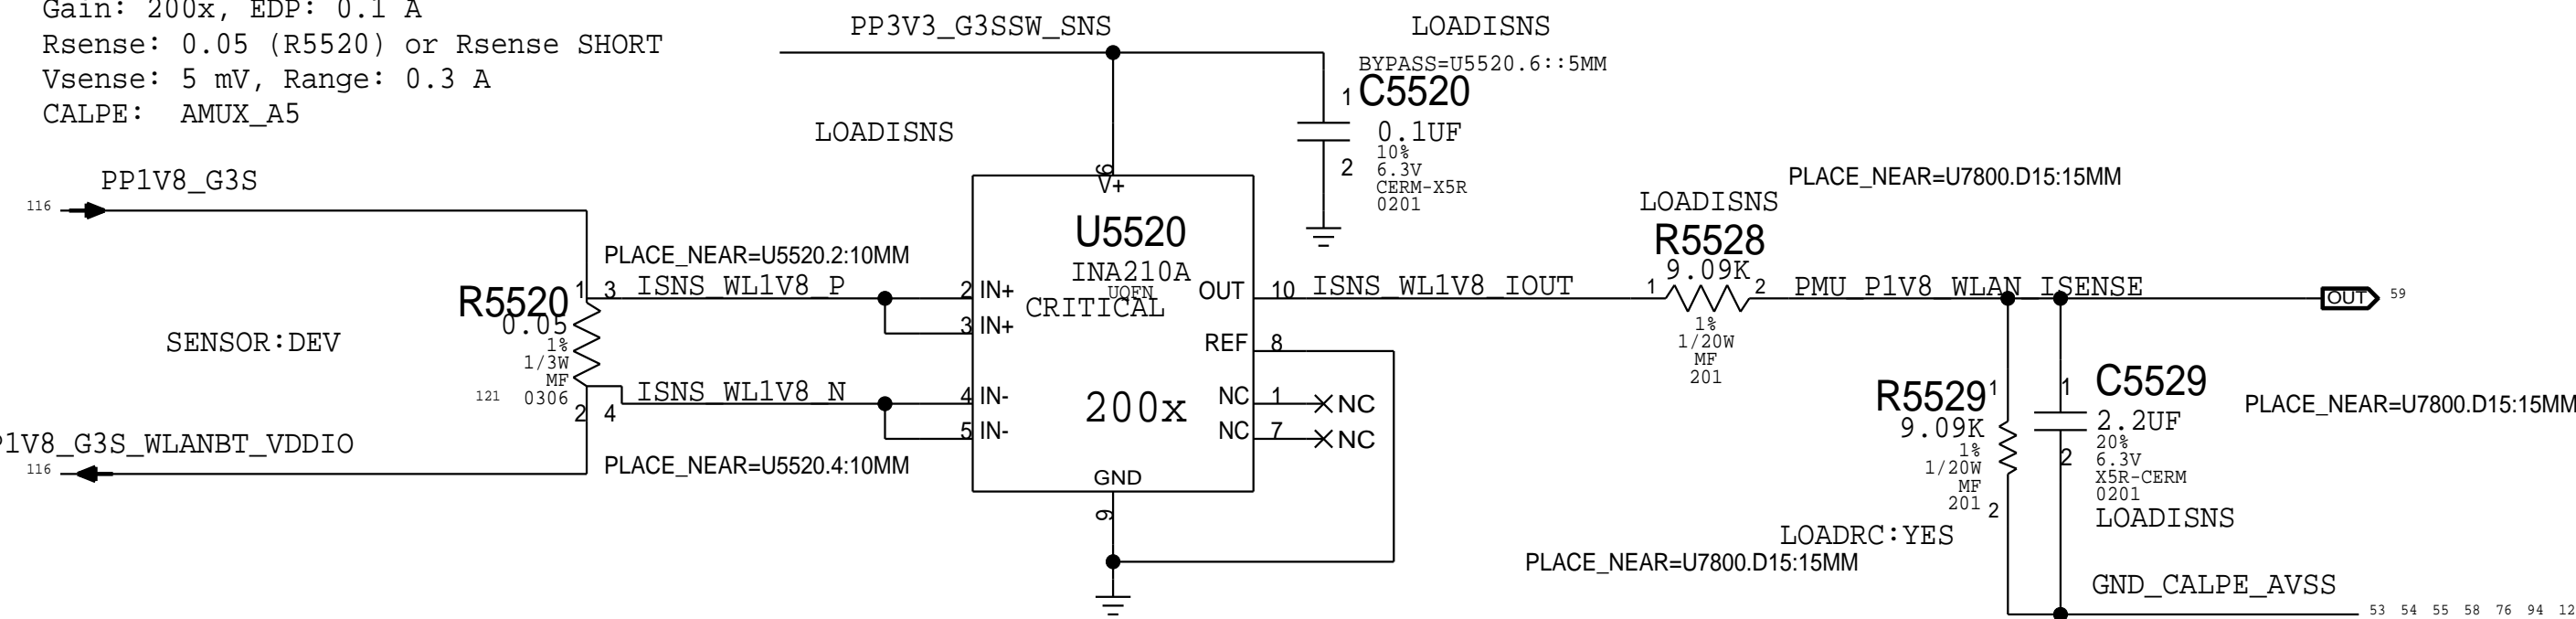 Gain: 200x, EDP: 0.1 A
Rsense: 0.05 (R5520) or Rsense SHORT
Vsense: 5 mV, Range: 0.3 A
CALPE: AMUX_A5
PP3V3_G3SSW_SNS
LOADISNS
BYPASS=U5520.6::5MM
1
C5520
0.1UF
10%
2
6.3V
CERM-X5R
0201
LOADISNS
PP1V8_G3S
116
6
V+
U5520
INA210A
UQFN
CRITICAL
200x
GND
9
PLACE_NEAR=U5520.2:10MM
R5520
0.05
1%
1/3W
MF
0306
121
1
3
ISNS_WL1V8_P
2
IN+
3
IN+
SENSOR:DEV
2
4
ISNS_WL1V8_N
4
IN-
5
IN-
P1V8_G3S_WLANBT_VDDIO
116
PLACE_NEAR=U5520.4:10MM
OUT
10
ISNS_WL1V8_IOUT
REF
8
NC
1
NC
NC
7
NC
PLACE_NEAR=U7800.D15:15MM
LOADISNS
R5528
9.09K
1
2
1%
1/20W
MF
201
PMU_P1V8_WLAN_ISENSE
OUT
59
R5529
1
9.09K
1%
1/20W
MF
201
2
LOADRC:YES
PLACE_NEAR=U7800.D15:15MM
1
C5529
2.2UF
20%
2
6.3V
X5R-CERM
0201
LOADISNS
PLACE_NEAR=U7800.D15:15MM
GND_CALPE_AVSS
53 54 55 58 76 94 12